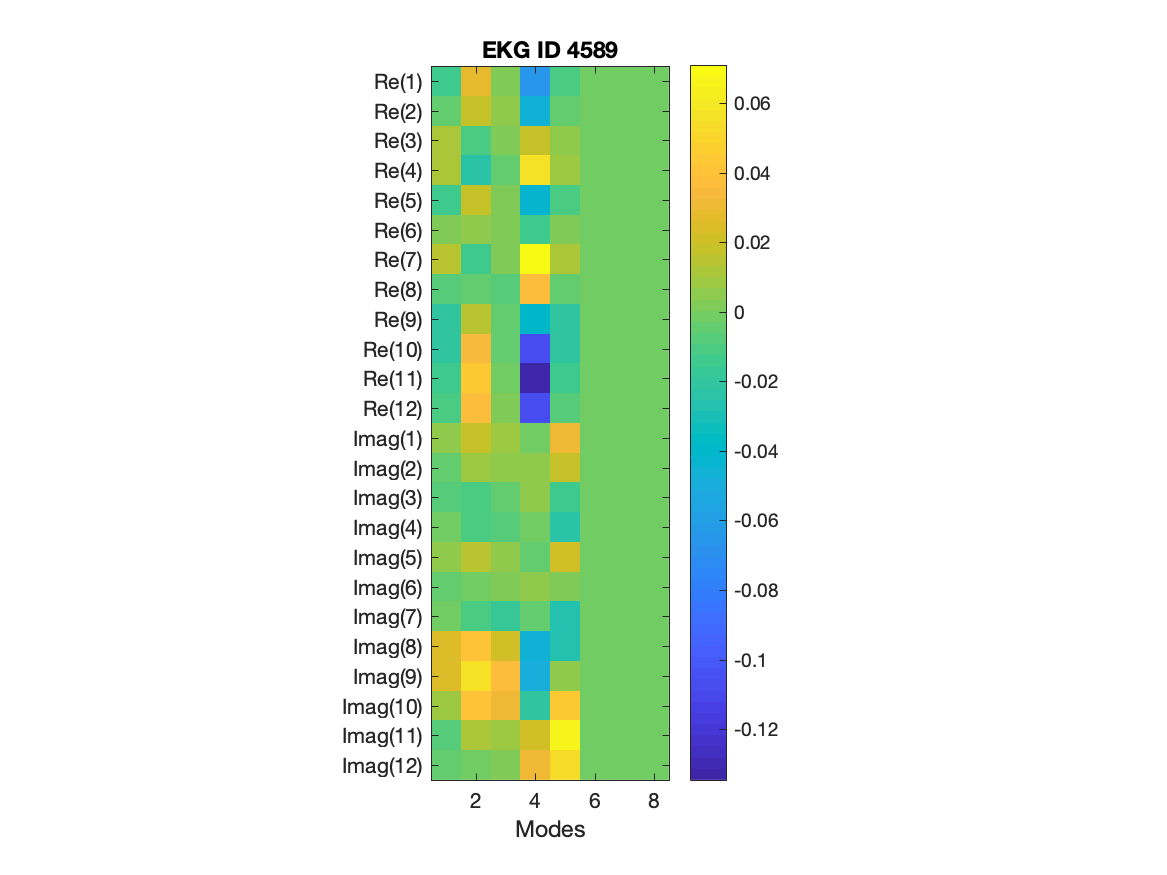 EKG ID 4589
Re(1)
Re(2)
Re(3)
Re(4)
Re(5)
Re(6)
Re(7)
Re(8)
Re(9)
Re(10)
Re(11)
Re(12)
Imag(1)
Imag(2)
Imag(3)
Imag(4)
Imag(5)
Imag(6)
Imag(7)
Imag(8)
Imag(9)
Imag(10)
Imag(11)
Imag(12)
2 4 6 8
Modes
0.06
0.04
0.02
0
-0.02
-0.04
-0.06
-0.08
-0.1
-0.12